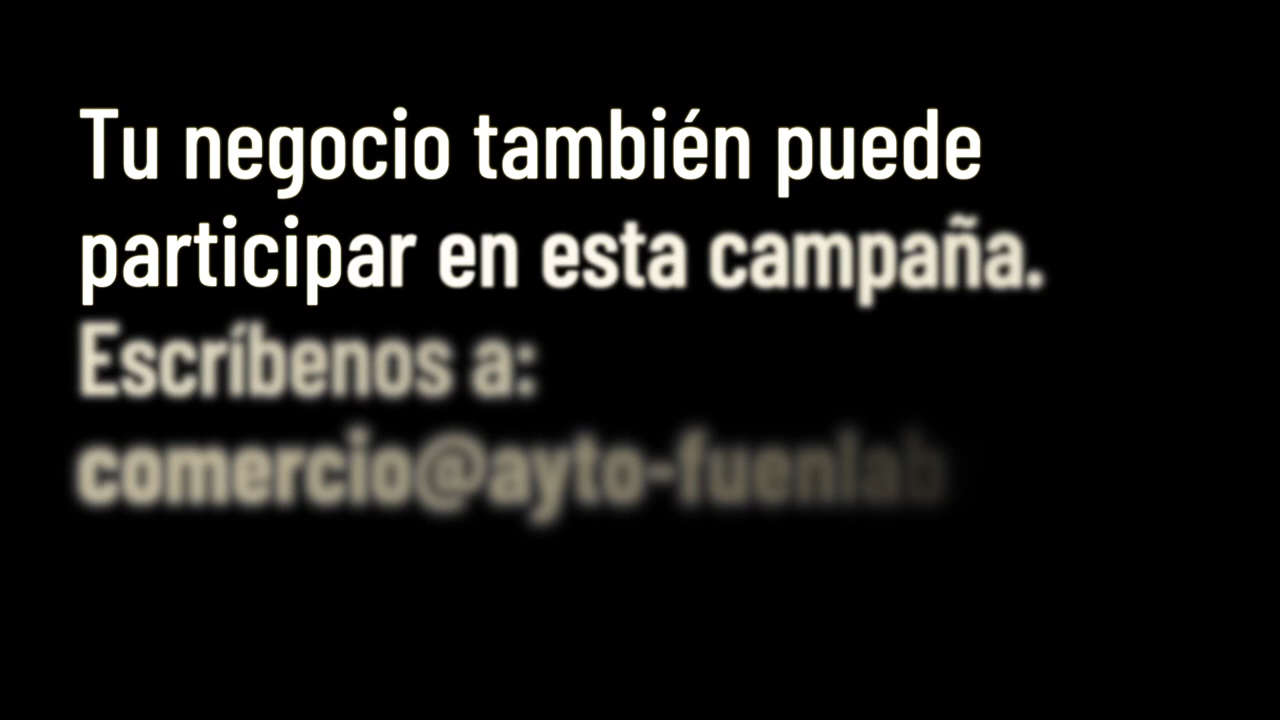 Tu negocio también puede
participar en esta campaña.
Escríbenos a:
comercio@ayto-fuenlab